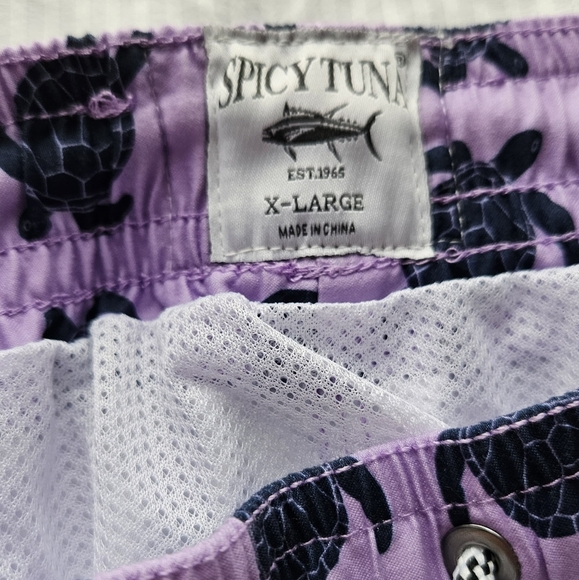 SPICY TUNA®
EST.1965
X-LARGE
MADE IN CHINA